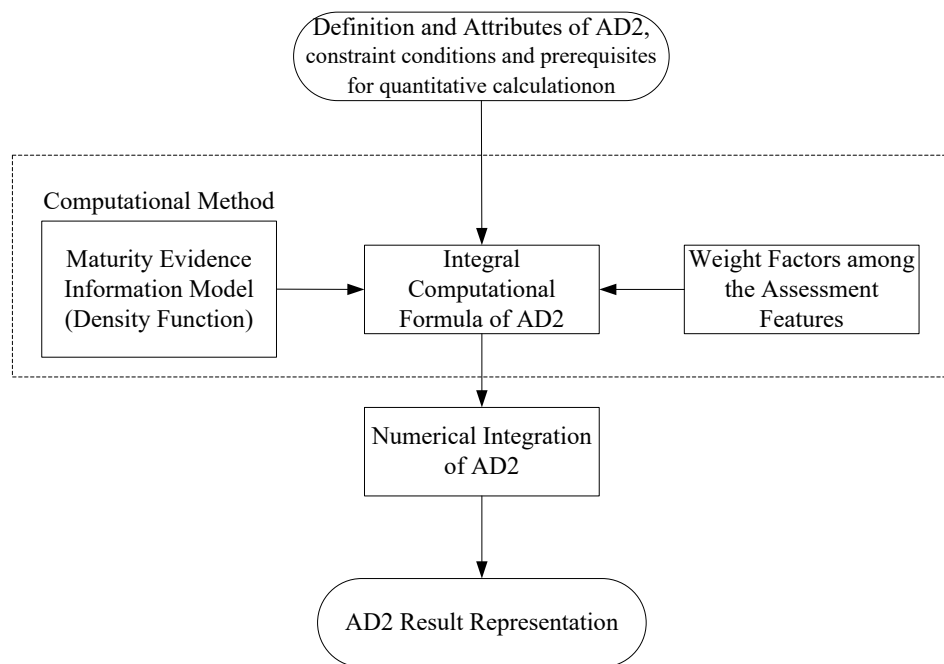 Definition and Attributes of AD2,
constraint conditions and prerequisites
for quantitative calculationon
Computational Method
Maturity Evidence
Information Model
(Density Function)
Integral
Computational
Formula of AD2
Weight Factors among
the Assessment
Features
Numerical Integration
of AD2
AD2 Result Representation